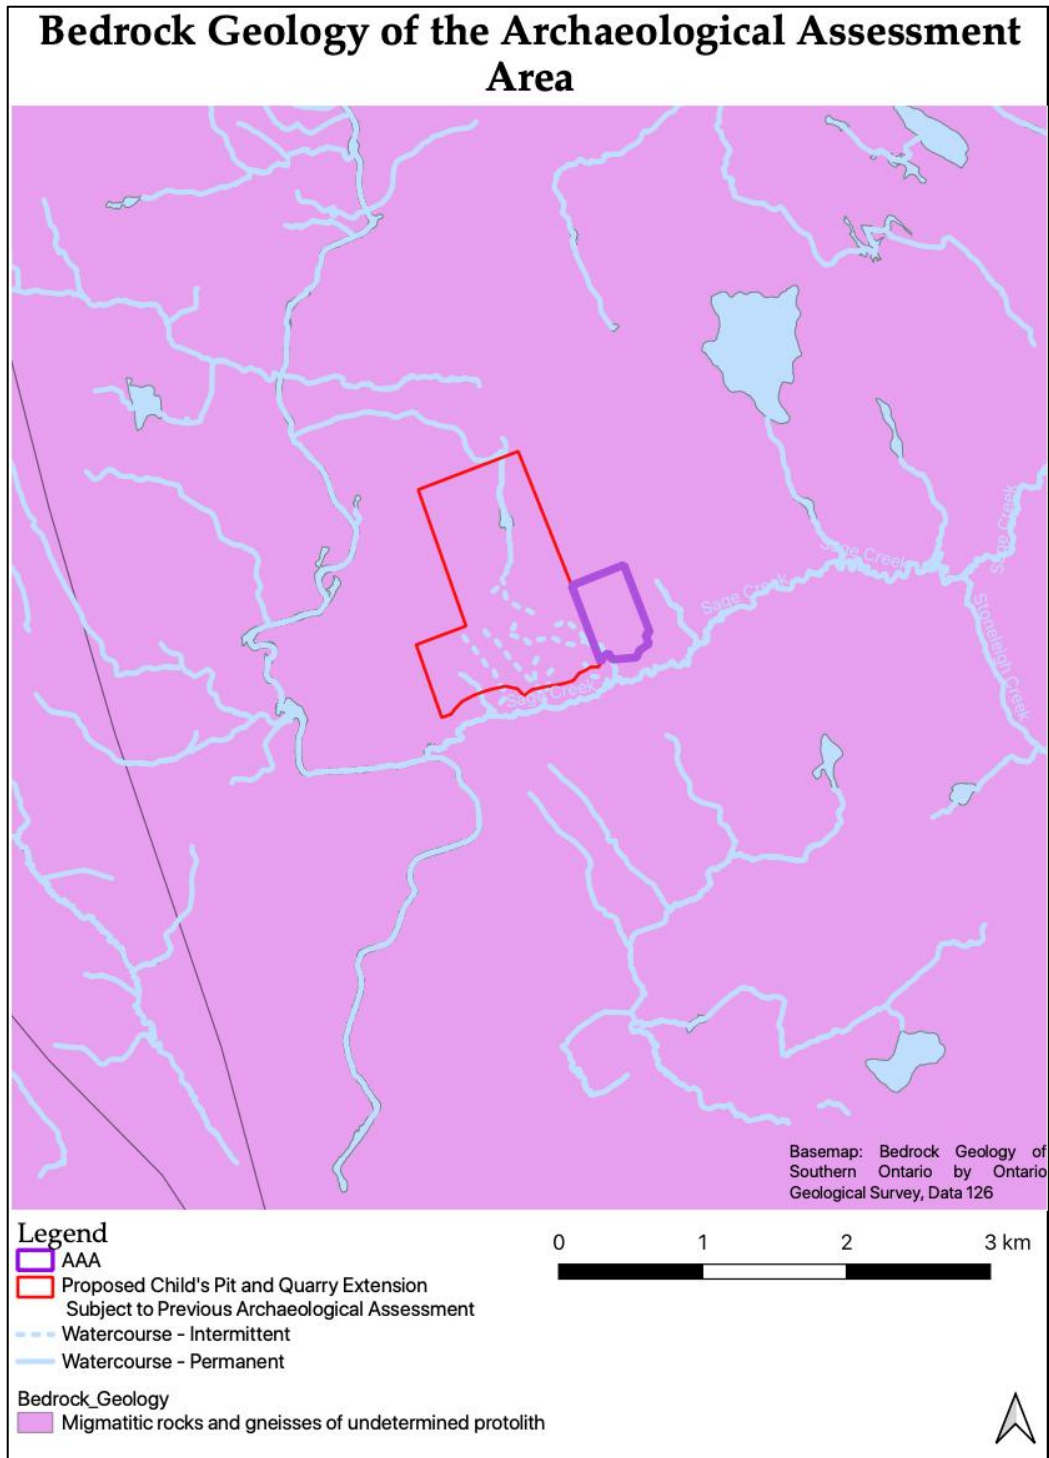 Bedrock Geology of the Archaeological Assessment
Area
Sage Creek
Sage Creek
Sage Creek
Stoneleigh Creek
Sage Creek
Basemap: Bedrock Geology of
Southern Ontario by Ontario
Geological Survey, Data 126
Legend
AAA
Proposed Child's Pit and Quarry Extension
Subject to Previous Archaeological Assessment
Watercourse - Intermittent
Watercourse - Permanent
Bedrock_Geology
Migmatitic rocks and gneisses of undetermined protolith
0 1 2 3 km